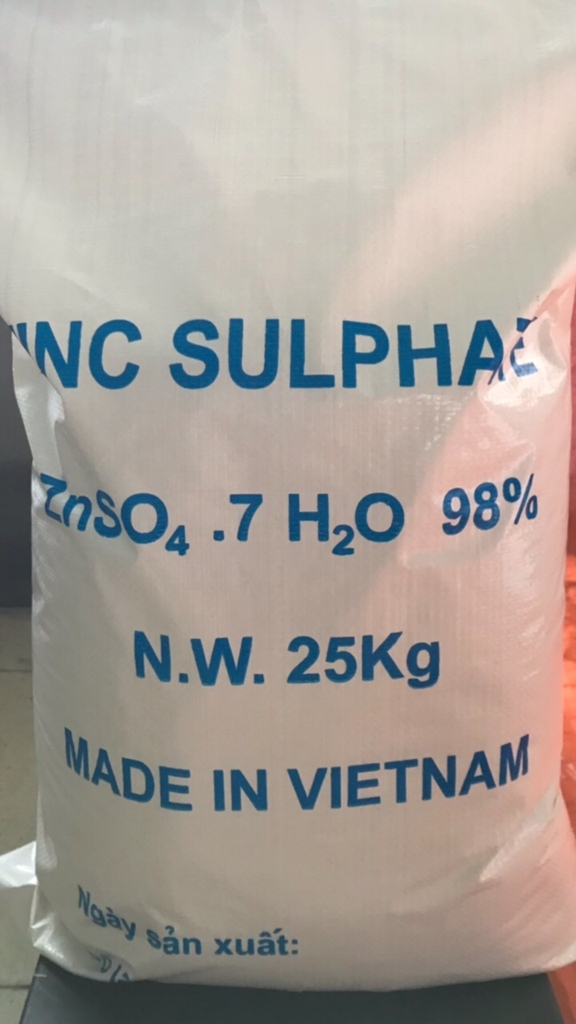 INC SULPHA
ZnSO₄ .7 H₂O 98%
N.W. 25Kg
MADE IN VIETNAM
Ngày sản xuất: